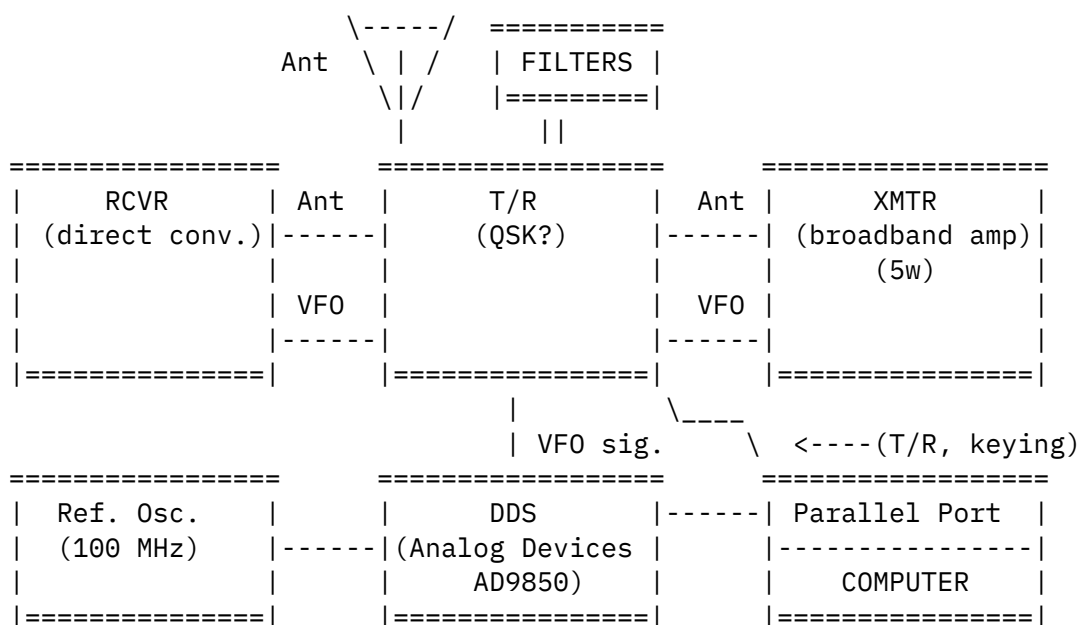 Ant | FILTERS |
RCVR Ant T/R Ant XMTR
(direct conv.) (QSK?) (broadband amp)
(5w)
VFO VFO
VFO sig. <----(T/R, keying)
Ref. Osc. DDS Parallel Port
(100 MHz) (Analog Devices
AD9850) COMPUTER